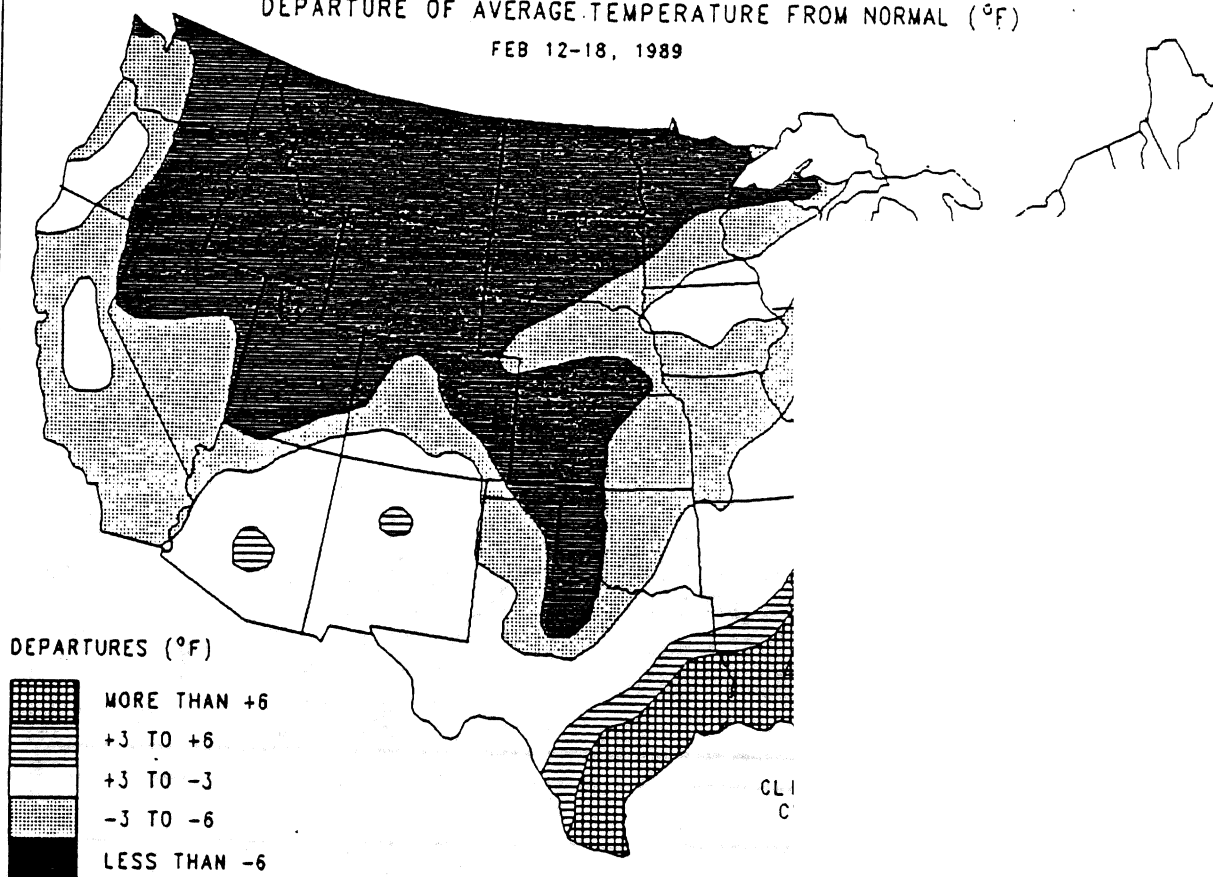 DEPARTURE OF AVERAGE TEMPERATURE FROM NORMAL (°F)
FEB 12-18, 1989
DEPARTURES (°F)
MORE THAN +6
+3 TO +6
+3 TO -3
-3 TO -6
LESS THAN -6
CLI
C